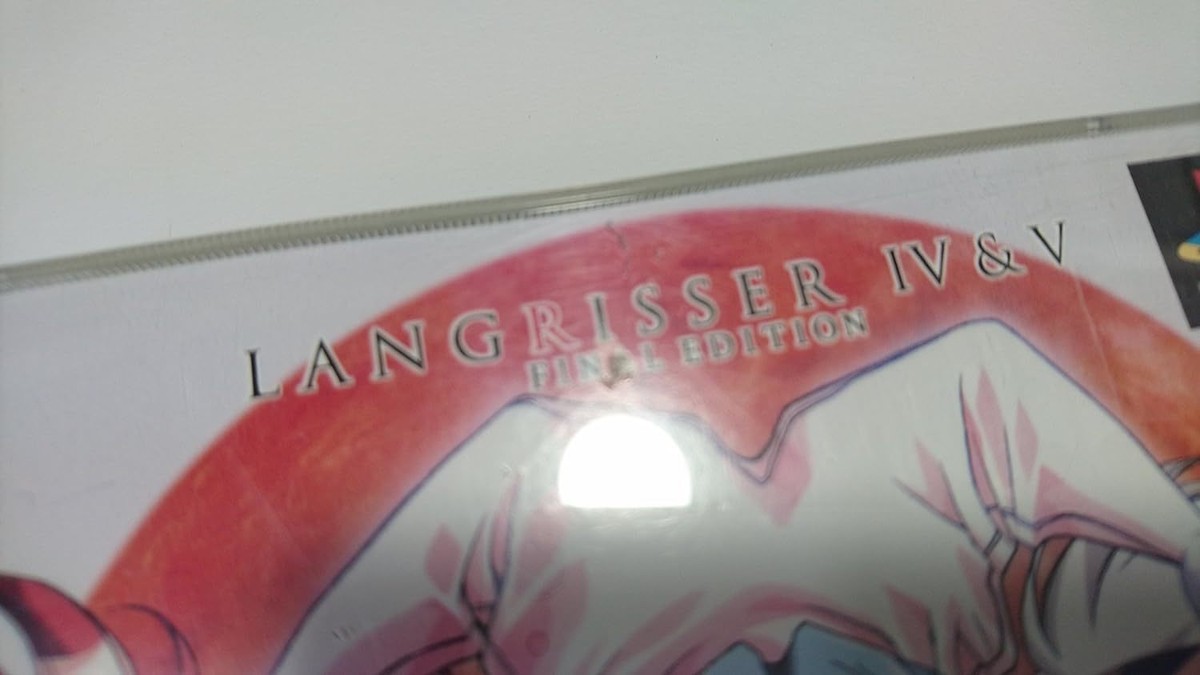 LANGRISSER IV & V
FINAL EDITION